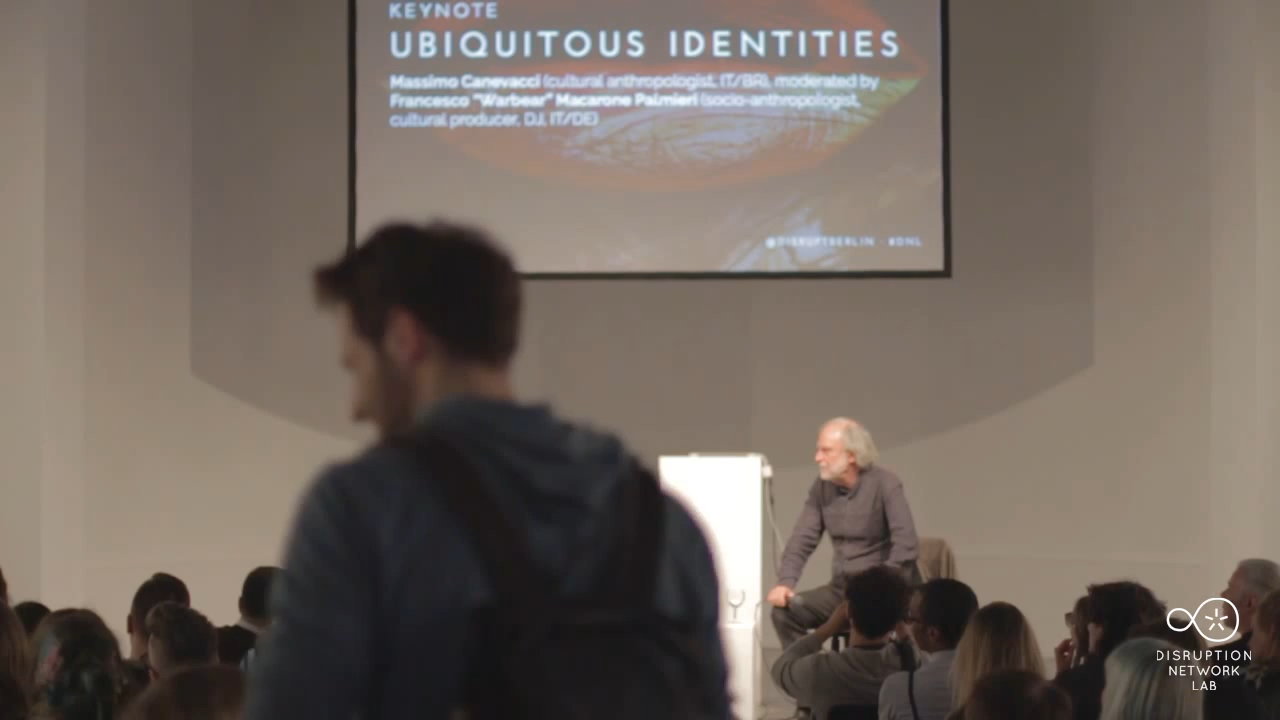 KEYNOTE
UBIQUITOUS IDENTITIES
Massimo Canevacci (cultural anthropologist, IT/BR), moderated by
Francesco "Warbear" Macarone Palmieri (socio-anthropologist,
cultural producer, DJ, IT/DE)
@DISRUPTBERLIN · #DNL
DISRUPTION
NETWORK
LAB